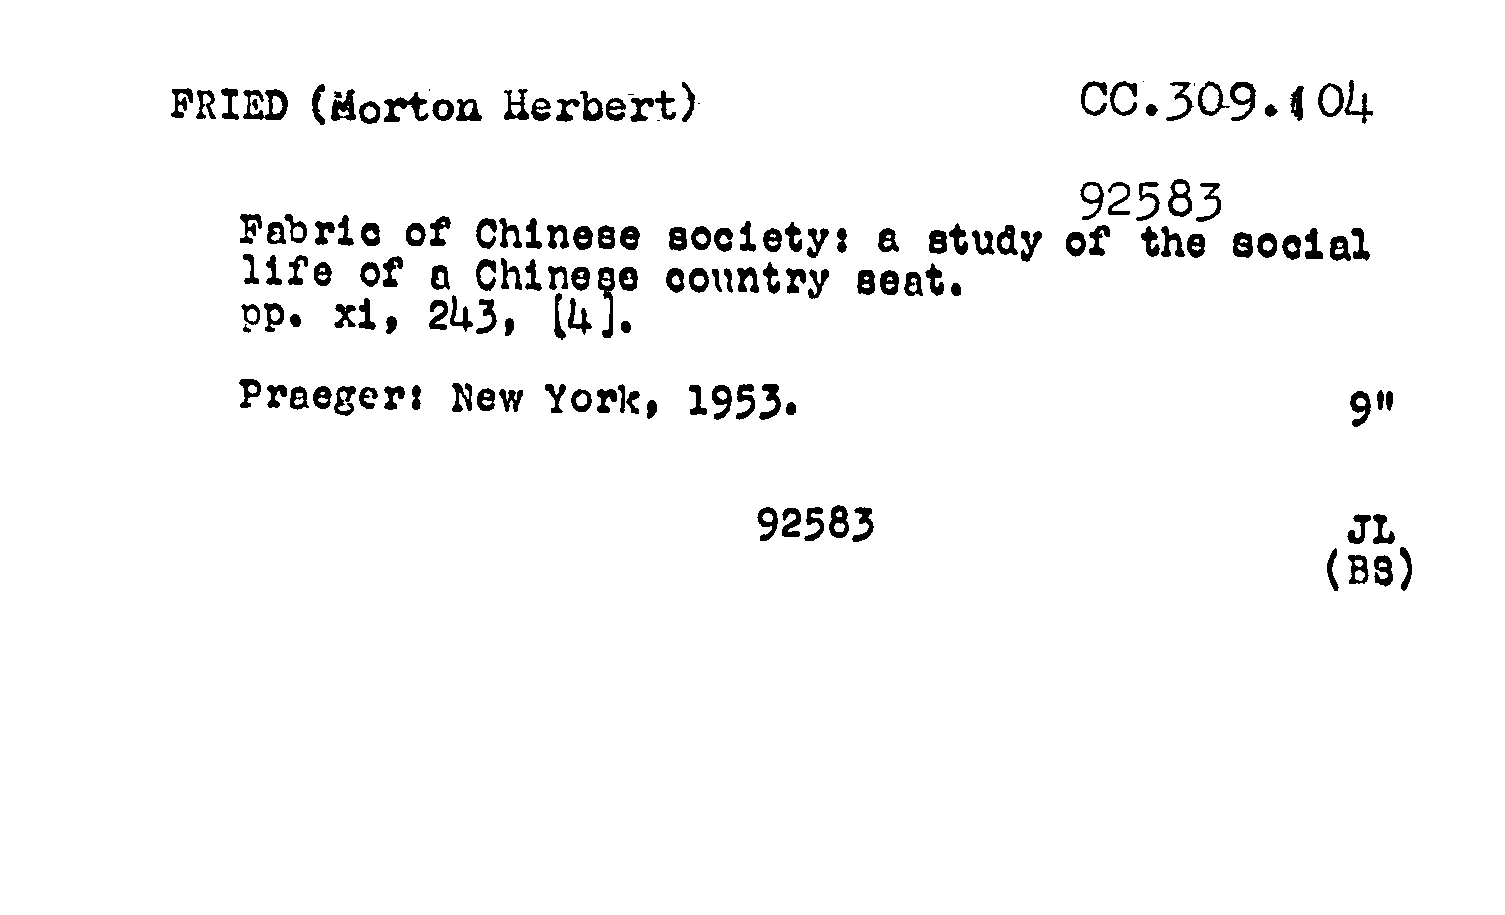 FRIED (Morton Herbert) CC.309.104
92583
Fabric of Chinese society: a study of the social
life of a Chinese country seat.
pp. xi, 243, [4].
Praeger: New York, 1953. 9"
92583 JL
(BS)